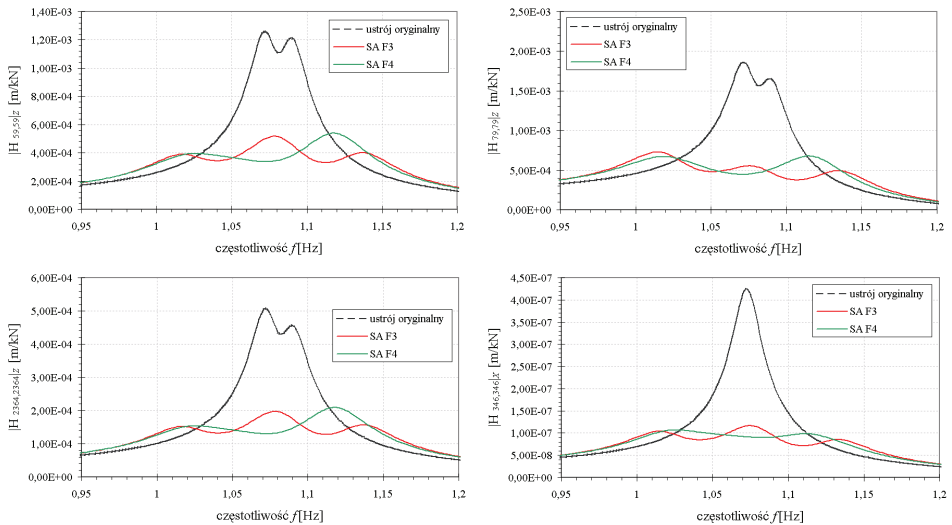 |H 59,59|Z [m/kN]
1,40E-03
1,20E-03
1,00E-03
8,00E-04
6,00E-04
4,00E-04
2,00E-04
0,00E+00
0,95 1 1,05 1,1 1,15 1,2
częstotliwość f[Hz]
ustrój oryginalny
SA F3
SA F4
|H 79,79|Z [m/kN]
2,50E-03
2,00E-03
1,50E-03
1,00E-03
5,00E-04
0,00E+00
0,95 1 1,05 1,1 1,15 1,2
częstotliwość f[Hz]
ustrój oryginalny
SA F3
SA F4
|H 2364,2364|Z [m/kN]
6,00E-04
5,00E-04
4,00E-04
3,00E-04
2,00E-04
1,00E-04
0,00E+00
0,95 1 1,05 1,1 1,15 1,2
częstotliwość f[Hz]
ustrój oryginalny
SA F3
SA F4
|H 346,346|X [m/kN]
4,50E-07
4,00E-07
3,50E-07
3,00E-07
2,50E-07
2,00E-07
1,50E-07
1,00E-07
5,00E-08
0,00E+00
0,95 1 1,05 1,1 1,15 1,2
częstotliwość f[Hz]
ustrój oryginalny
SA F3
SA F4